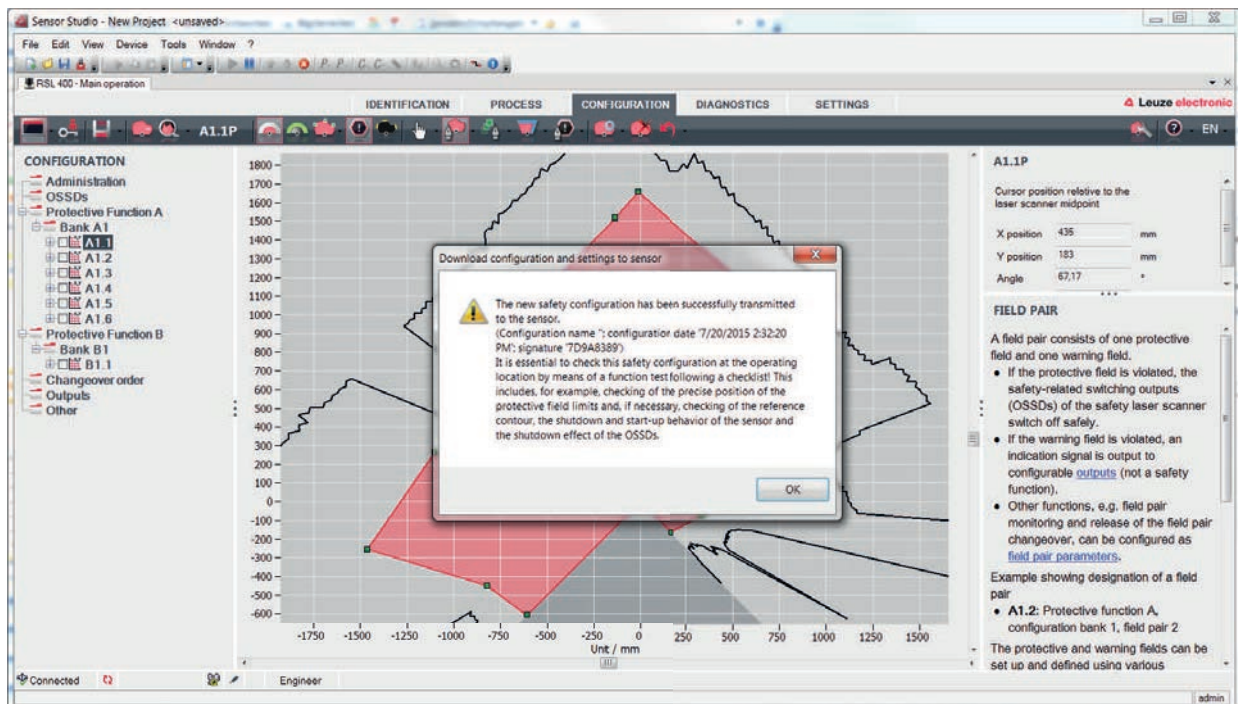 Sensor Studio - New Project <unsaved>
File Edit View Device Tools Window ?
RSL 400 - Main operation
IDENTIFICATION PROCESS CONFIGURATION DIAGNOSTICS SETTINGS
Leuze electronic
A1.1P
EN
CONFIGURATION
Administration
OSSDs
Protective Function A
Bank A1
A1.1
A1.2
A1.3
A1.4
A1.5
A1.6
Protective Function B
Bank B1
B1.1
Changeover order
Outputs
Other
1800
1700
1600
1500
1400
1300
1200
1100
1000
900
800
700
600
500
400
300
200
100
0
-100
-200
-300
-400
-500
-600
-1750 -1500 -1250 -1000 -750 -500 -250 0 250 500 750 1000 1250 1500
Unt / mm
Download configuration and settings to sensor
The new safety configuration has been successfully transmitted
to the sensor.
(Configuration name ''; configuration date '7/20/2015 2:32:20
PM'; signature '7D9A8389')
It is essential to check this safety configuration at the operating
location by means of a function test following a checklist! This
includes, for example, checking of the precise position of the
protective field limits and, if necessary, checking of the reference
contour, the shutdown and start-up behavior of the sensor and
the shutdown effect of the OSSDs.
OK
A1.1P
Cursor position reletive to the
laser scanner midpoint
X position 435 mm
Y position 183 mm
Angle 67,17 °
FIELD PAIR
A field pair consists of one protective
field and one warning field.
• If the protective field is violated, the
safety-related switching outputs
(OSSDs) of the safety laser scanner
switch off safely.
• If the warning field is violated, an
indication signal is output to
configurable outputs (not a safety
function).
• Other functions, e.g. field pair
monitoring and release of the field pair
changeover, can be configured as
field pair parameters.
Example showing designation of a field
pair
• A1.2: Protective function A,
configuration bank 1, field pair 2
The protective and warning fields can be
set up and defined using various
Connected
Engineer
admin